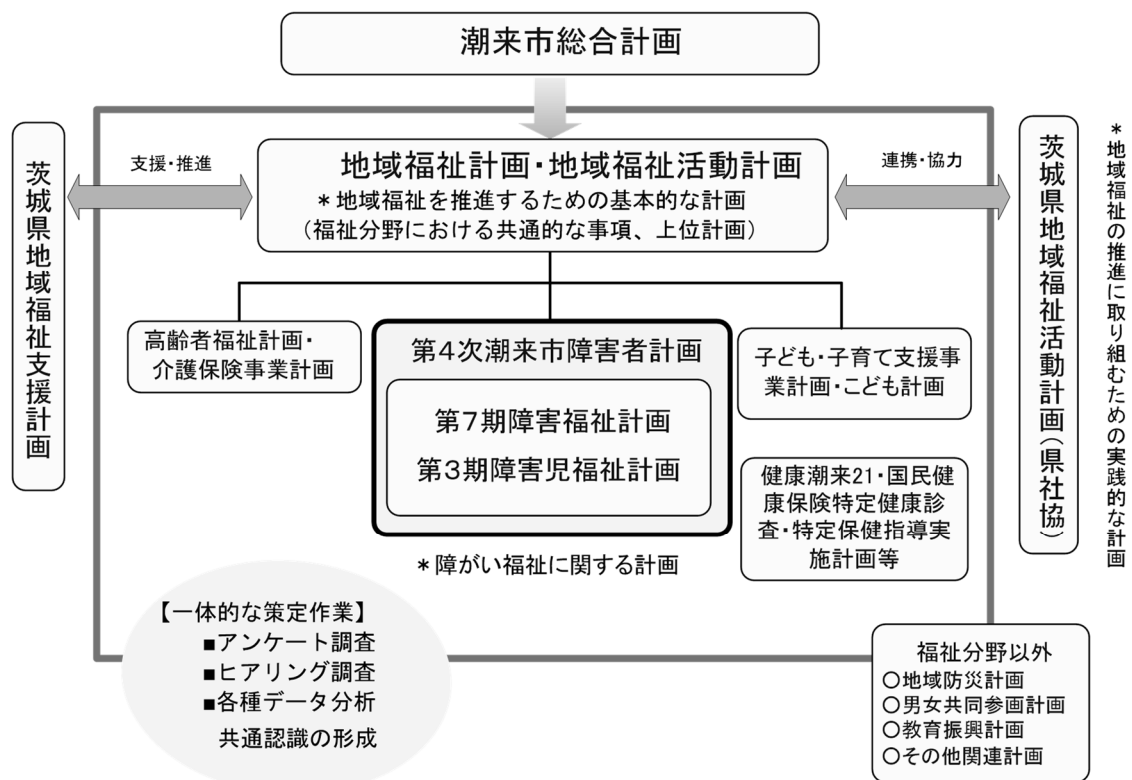 潮来市総合計画
茨城県地域福祉支援計画
支援・推進
地域福祉計画・地域福祉活動計画
＊地域福祉を推進するための基本的な計画
（福祉分野における共通的な事項、上位計画）
連携・協力
茨城県地域福祉活動計画（県社協）
＊地域福祉の推進に取り組むための実践的な計画
高齢者福祉計画・
介護保険事業計画
第４次潮来市障害者計画
第７期障害福祉計画
第３期障害児福祉計画
＊障がい福祉に関する計画
子ども・子育て支援事
業計画・こども計画
健康潮来21・国民健
康保険特定健康診
査・特定保健指導実
施計画等
【一体的な策定作業】
■アンケート調査
■ヒアリング調査
■各種データ分析
共通認識の形成
福祉分野以外
○地域防災計画
○男女共同参画計画
○教育振興計画
○その他関連計画